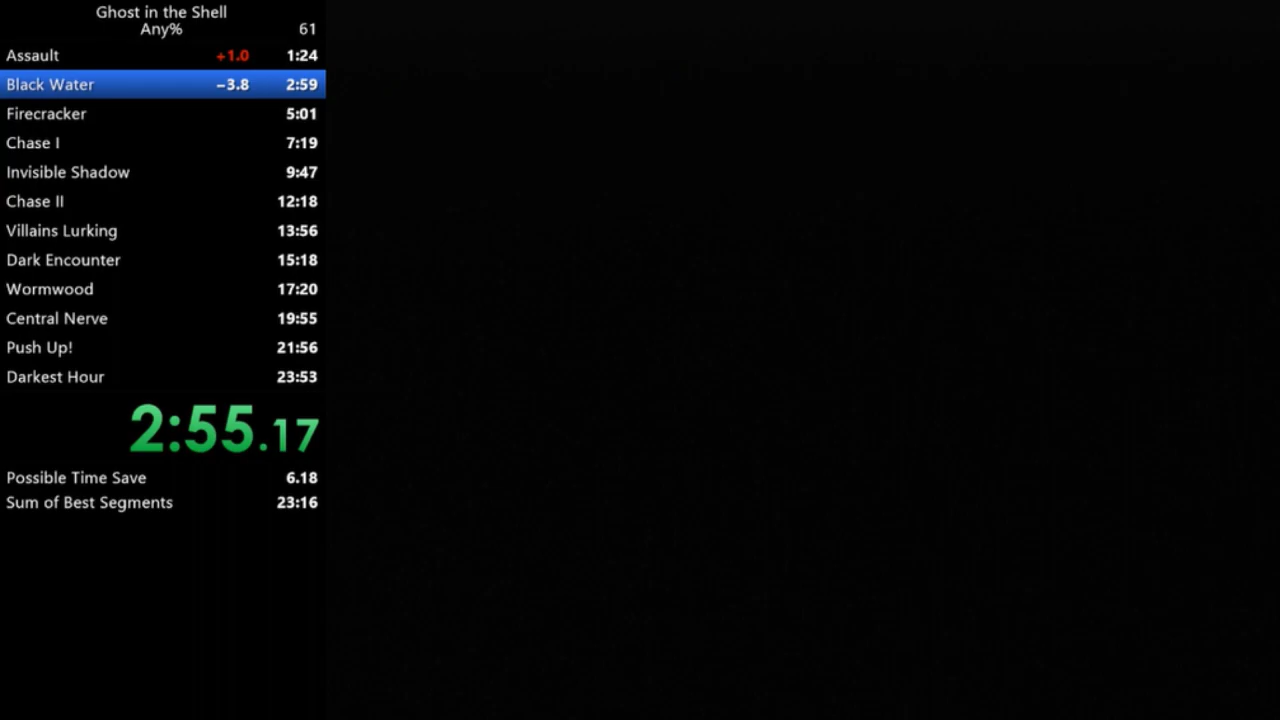 Ghost in the Shell
Any% 61
Assault +1.0 1:24
Black Water −3.8 2:59
Firecracker 5:01
Chase I 7:19
Invisible Shadow 9:47
Chase II 12:18
Villains Lurking 13:56
Dark Encounter 15:18
Wormwood 17:20
Central Nerve 19:55
Push Up! 21:56
Darkest Hour 23:53
2:55.17
Possible Time Save 6.18
Sum of Best Segments 23:16